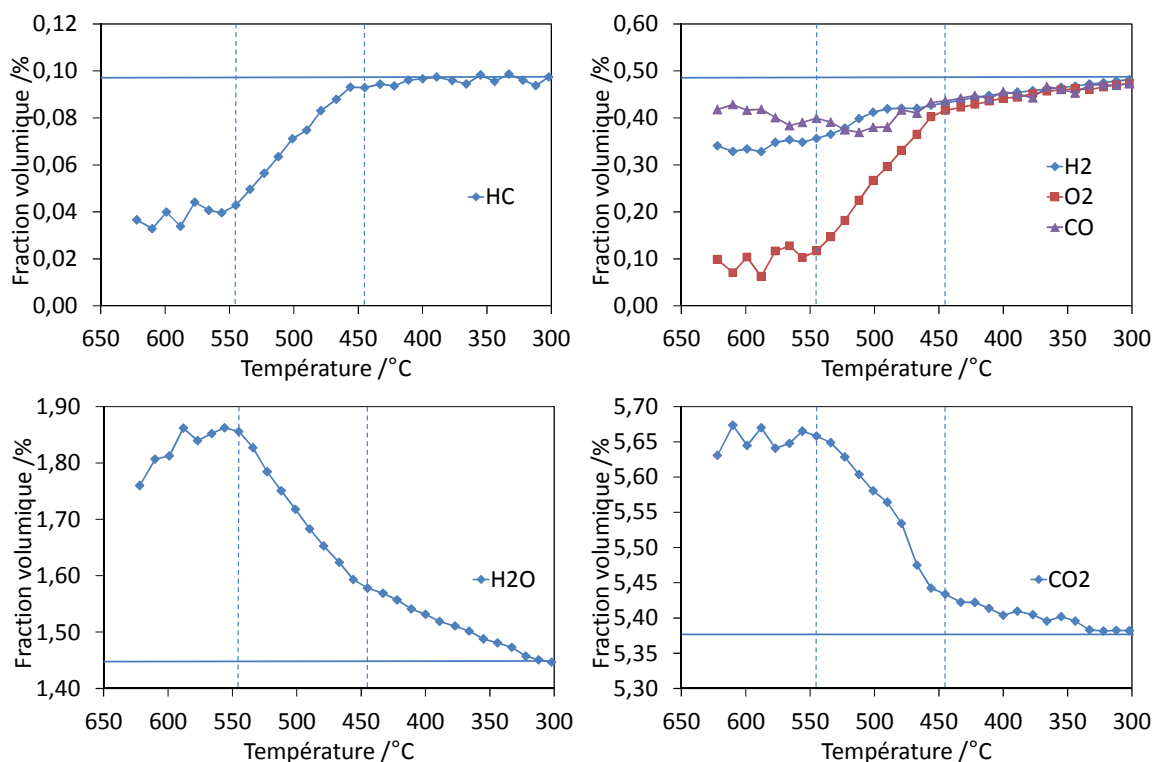 0,12
0,10
0,08
0,06
0,04
0,02
0,00
Fraction volumique /%
HC
650 600 550 500 450 400 350 300
Température /°C
0,60
0,50
0,40
0,30
0,20
0,10
0,00
Fraction volumique /%
H2
O2
CO
650 600 550 500 450 400 350 300
Température /°C
1,90
1,80
1,70
1,60
1,50
1,40
Fraction volumique /%
H2O
650 600 550 500 450 400 350 300
Température /°C
5,70
5,65
5,60
5,55
5,50
5,45
5,40
5,35
5,30
Fraction volumique /%
CO2
650 600 550 500 450 400 350 300
Température /°C